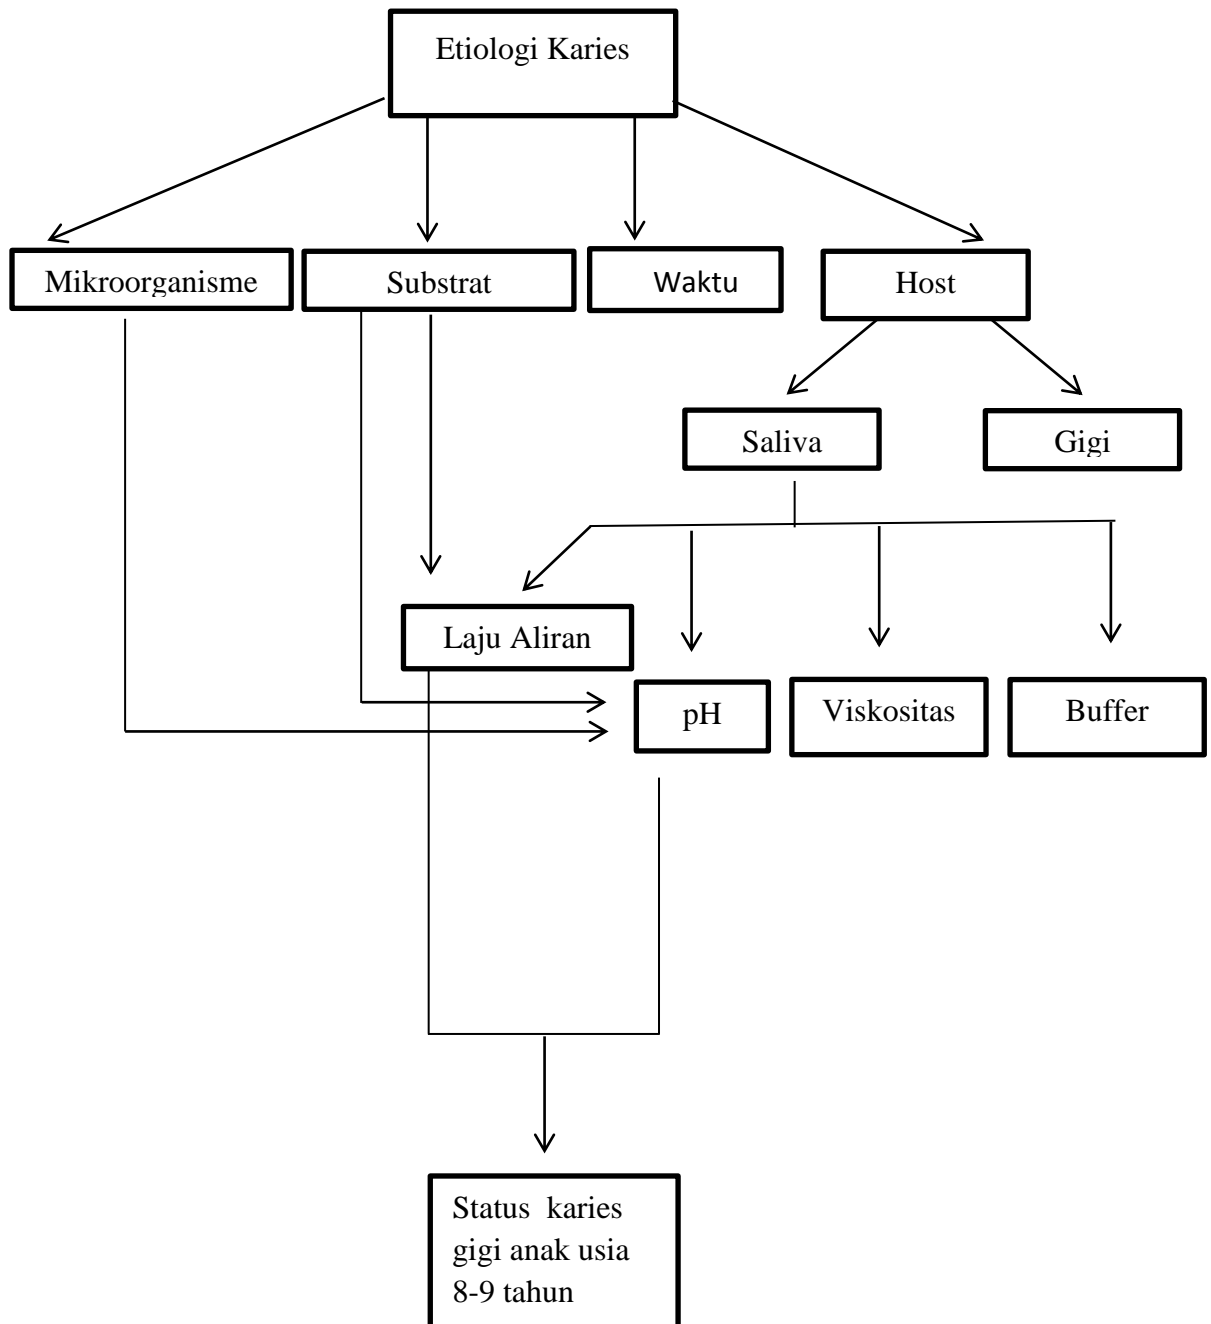 Etiologi Karies
Mikroorganisme
Substrat
Waktu
Host
Saliva
Gigi
Laju Aliran
pH
Viskositas
Buffer
Status karies
gigi anak usia
8-9 tahun